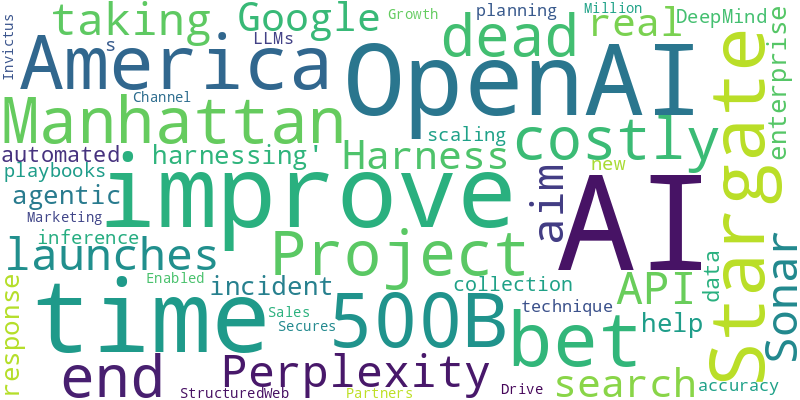 taking
Google
Growth
planning
Million
DeepMind
Invictus
America
s
LLMs
dead
real
OpenAI
Channel
Manhattan
scaling
costly
Stargate
enterprise
automated
harnessing'
Harness
new
playbooks
agentic
improve
aim
AI
Marketing
inference
launches
Project
Sonar
response
time
Enabled
incident
collection
data
API
Sales
Secures
500B
technique
bet
help
end
Perplexity
StructuredWeb
Partners
Drive
search
accuracy